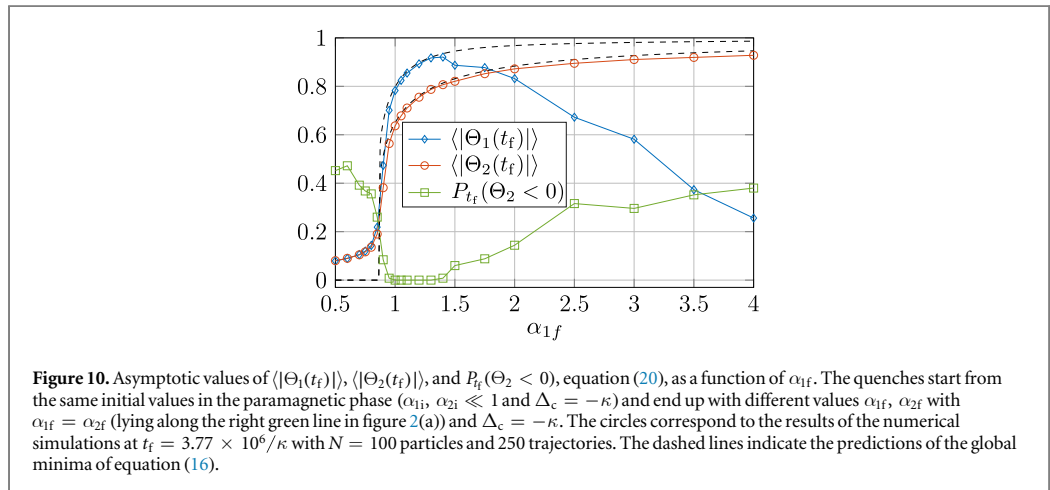 1
0.8
0.6
0.4
0.2
0
0.5 1 1.5 2 2.5 3 3.5 4
α1f
⟨|Θ1(tf)|⟩
⟨|Θ2(tf)|⟩
Ptf(Θ2 < 0)
Figure 10. Asymptotic values of ⟨|Θ1(tf)|⟩, ⟨|Θ2(tf)|⟩, and Ptf(Θ2 < 0), equation (20), as a function of α1f. The quenches start from
the same initial values in the paramagnetic phase (α1i, α2i ≪ 1 and Δc = −κ) and end up with different values α1f, α2f with
α1f = α2f (lying along the right green line in figure 2(a)) and Δc = −κ. The circles correspond to the results of the numerical
simulations at tf = 3.77 × 10⁶/κ with N = 100 particles and 250 trajectories. The dashed lines indicate the predictions of the global
minima of equation (16).